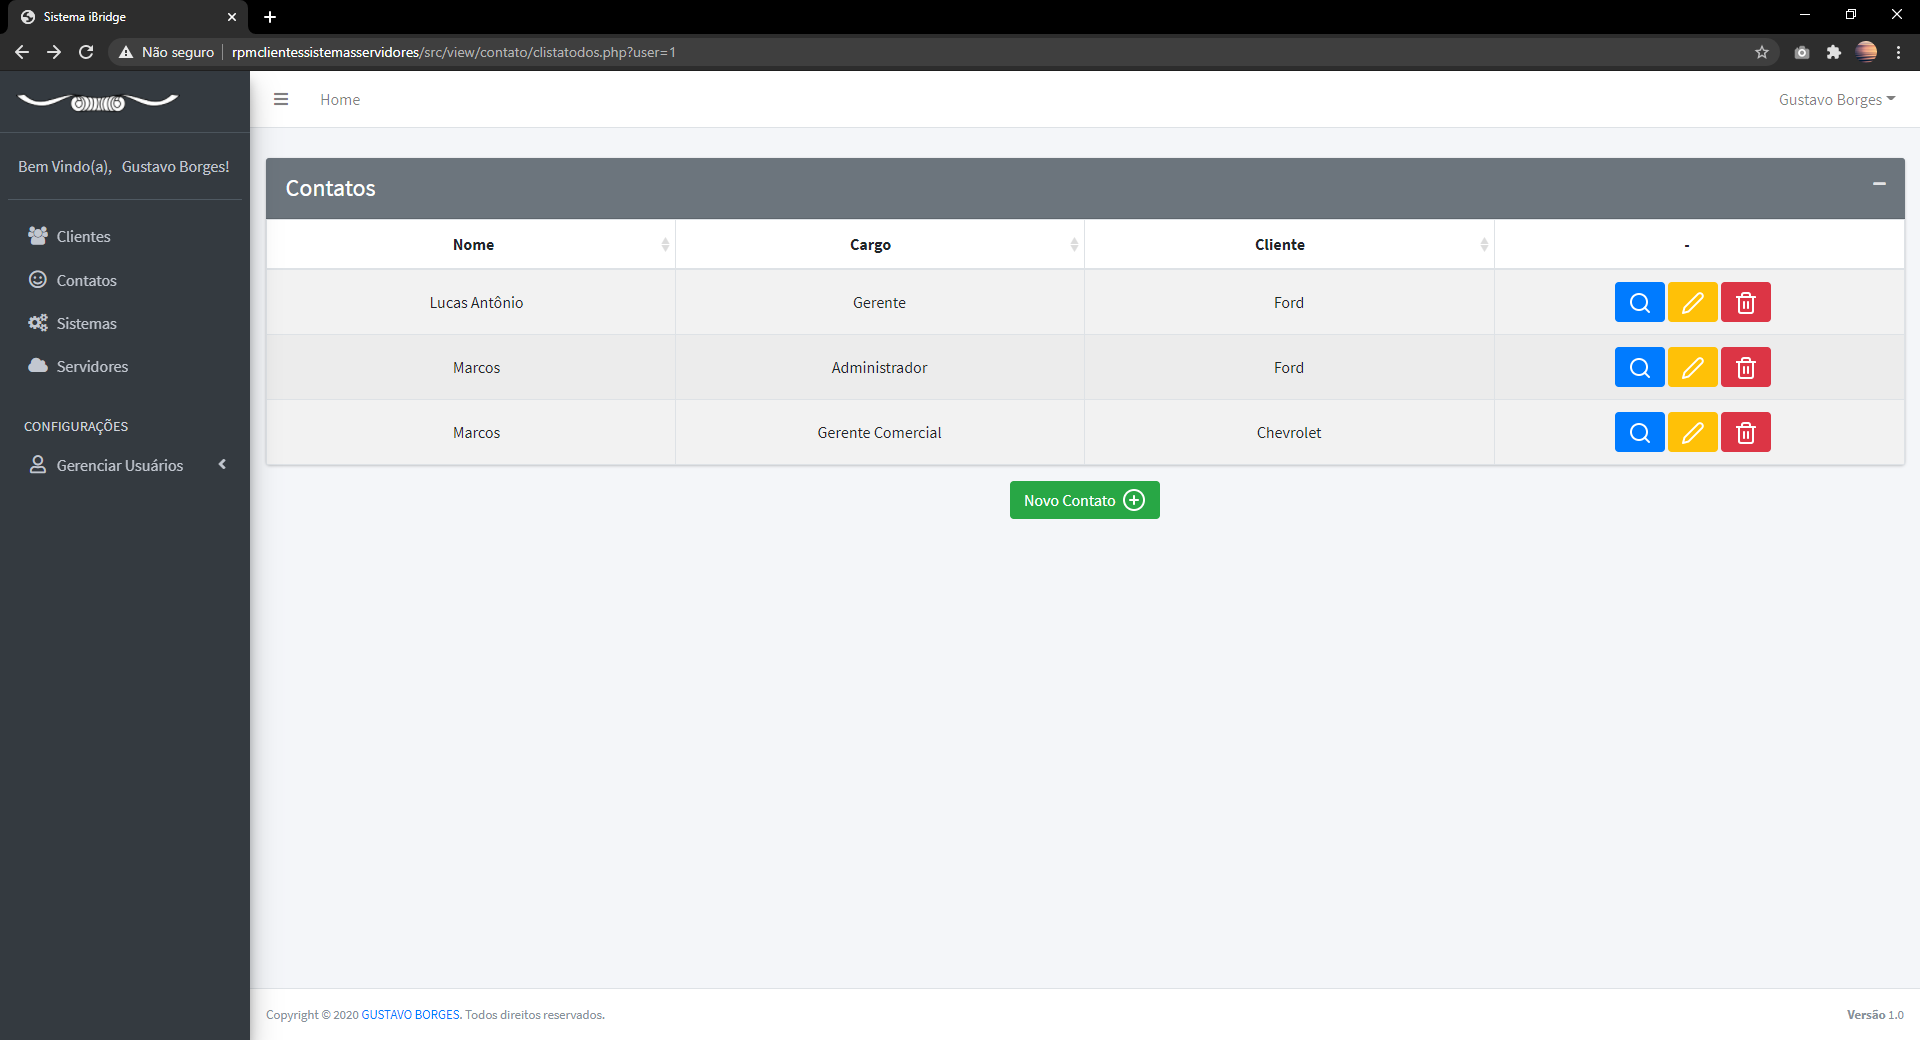 Sistema iBridge
Não seguro rpmclientessistemasservidores/src/view/contato/clistatodos.php?user=1
Home
Gustavo Borges
Bem Vindo(a), Gustavo Borges!
Clientes
Contatos
Sistemas
Servidores
CONFIGURAÇÕES
Gerenciar Usuários
Contatos
Nome Cargo Cliente -
Lucas Antônio Gerente Ford
Marcos Administrador Ford
Marcos Gerente Comercial Chevrolet
Novo Contato
Copyright © 2020 GUSTAVO BORGES. Todos direitos reservados.
Versão 1.0